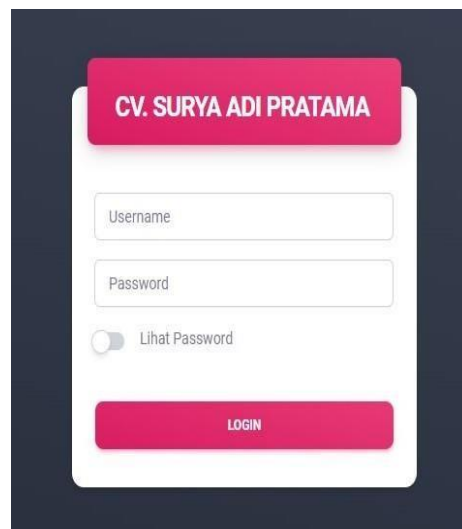 CV. SURYA ADI PRATAMA
Username
Password
Lihat Password
LOGIN